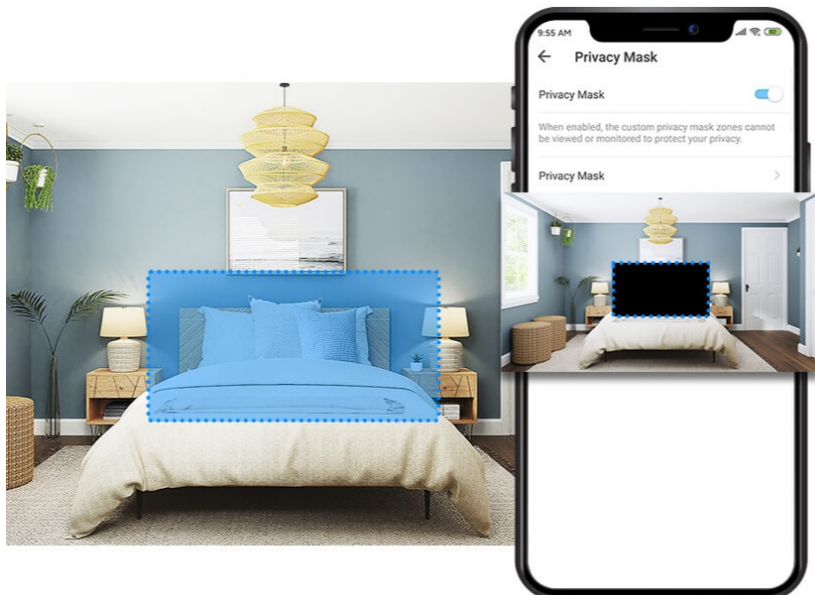 9:55 AM
Privacy Mask
Privacy Mask
When enabled, the custom privacy mask zones cannot
be viewed or monitored to protect your privacy.
Privacy Mask